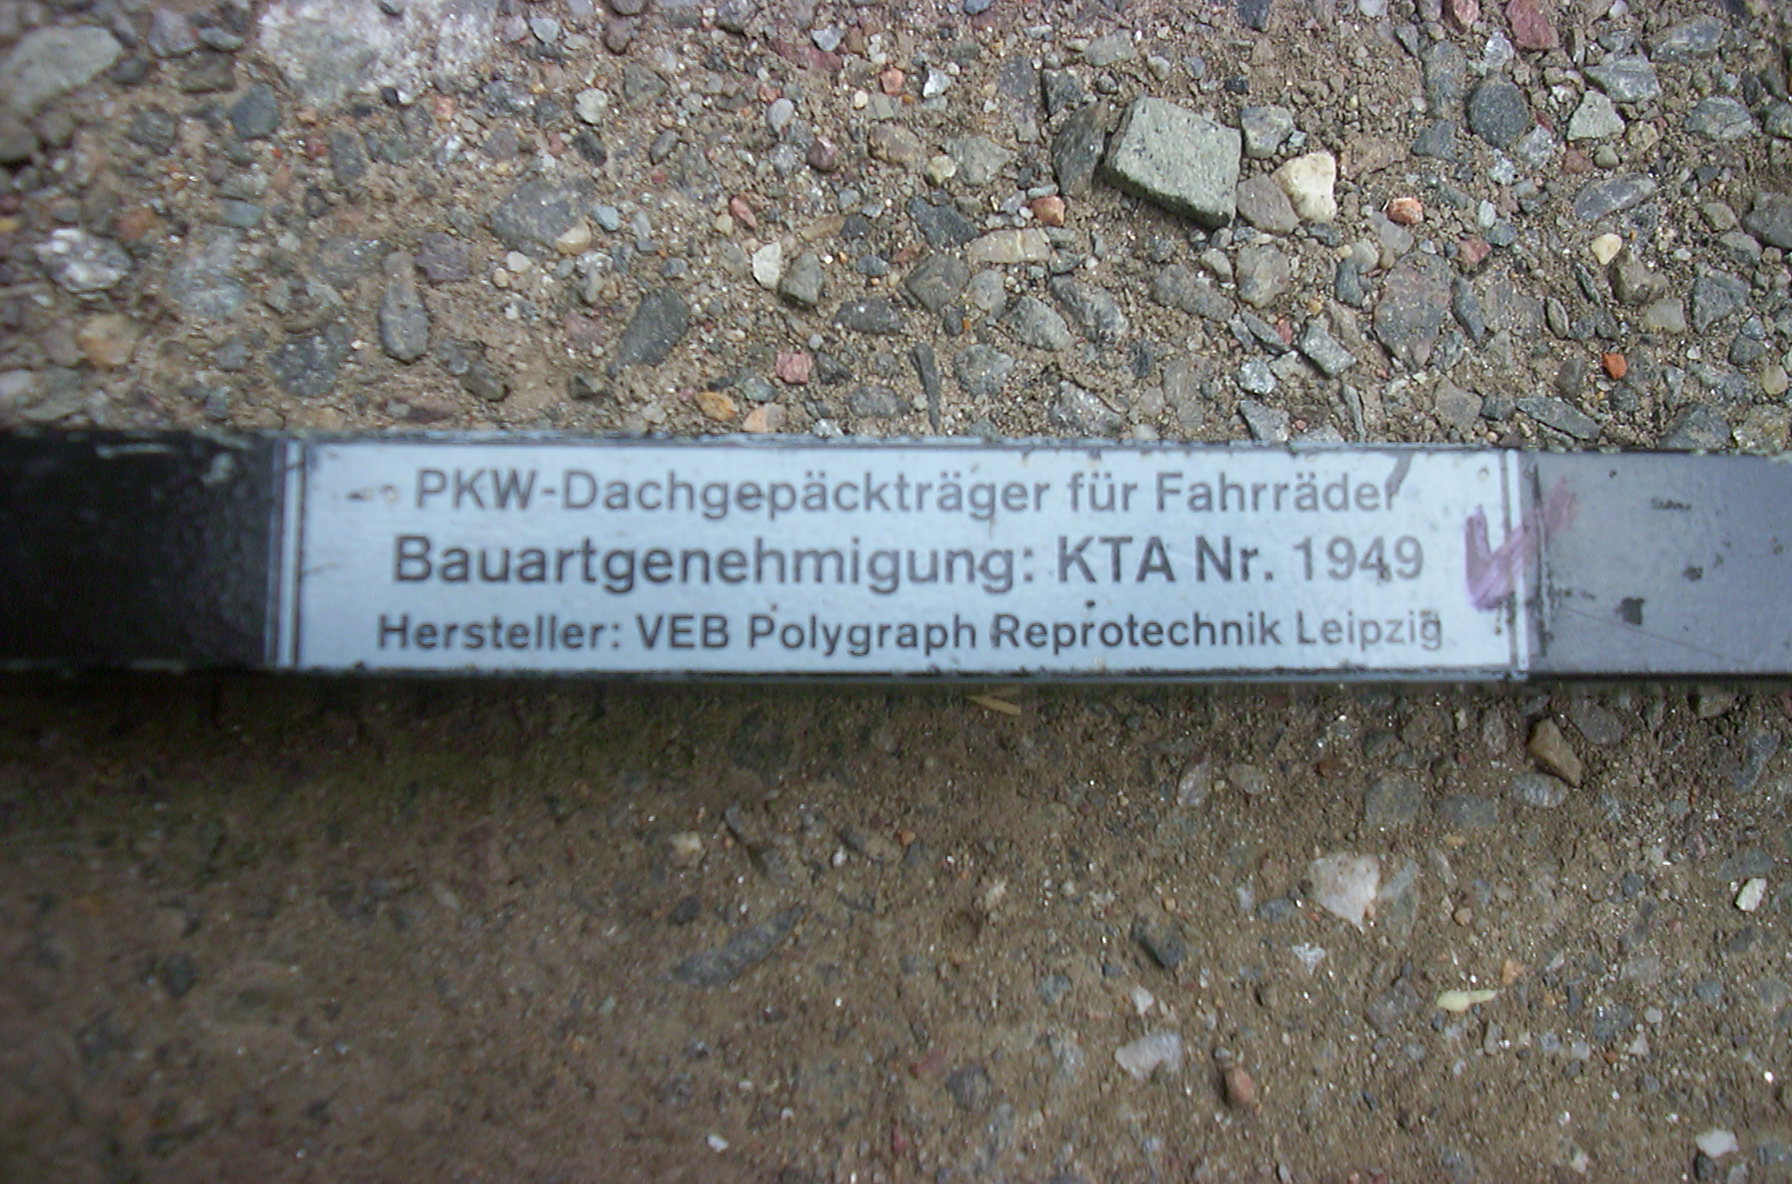 PKW-Dachgepäckträger für Fahrräder
Bauartgenehmigung: KTA Nr. 1949
Hersteller: VEB Polygraph Reprotechnik Leipzig